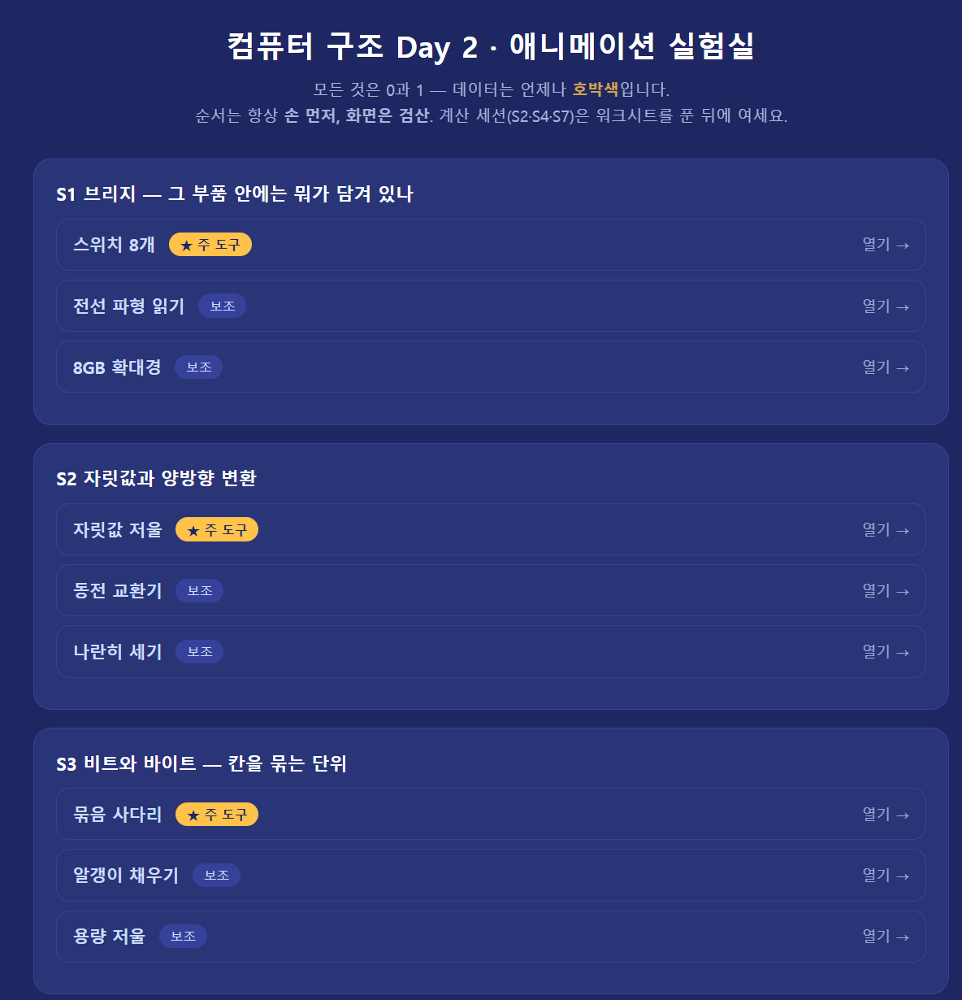 컴퓨터 구조 Day 2 · 애니메이션 실험실
모든 것은 0과 1 — 데이터는 언제나 호박색입니다.
순서는 항상 손 먼저, 화면은 검산. 계산 세션(S2·S4·S7)은 워크시트를 푼 뒤에 여세요.
S1 브리지 — 그 부품 안에는 뭐가 담겨 있나
스위치 8개 ★ 주 도구 열기 →
전선 파형 읽기 보조 열기 →
8GB 확대경 보조 열기 →
S2 자릿값과 양방향 변환
자릿값 저울 ★ 주 도구 열기 →
동전 교환기 보조 열기 →
나란히 세기 보조 열기 →
S3 비트와 바이트 — 칸을 묶는 단위
묶음 사다리 ★ 주 도구 열기 →
알갱이 채우기 보조 열기 →
용량 저울 보조 열기 →